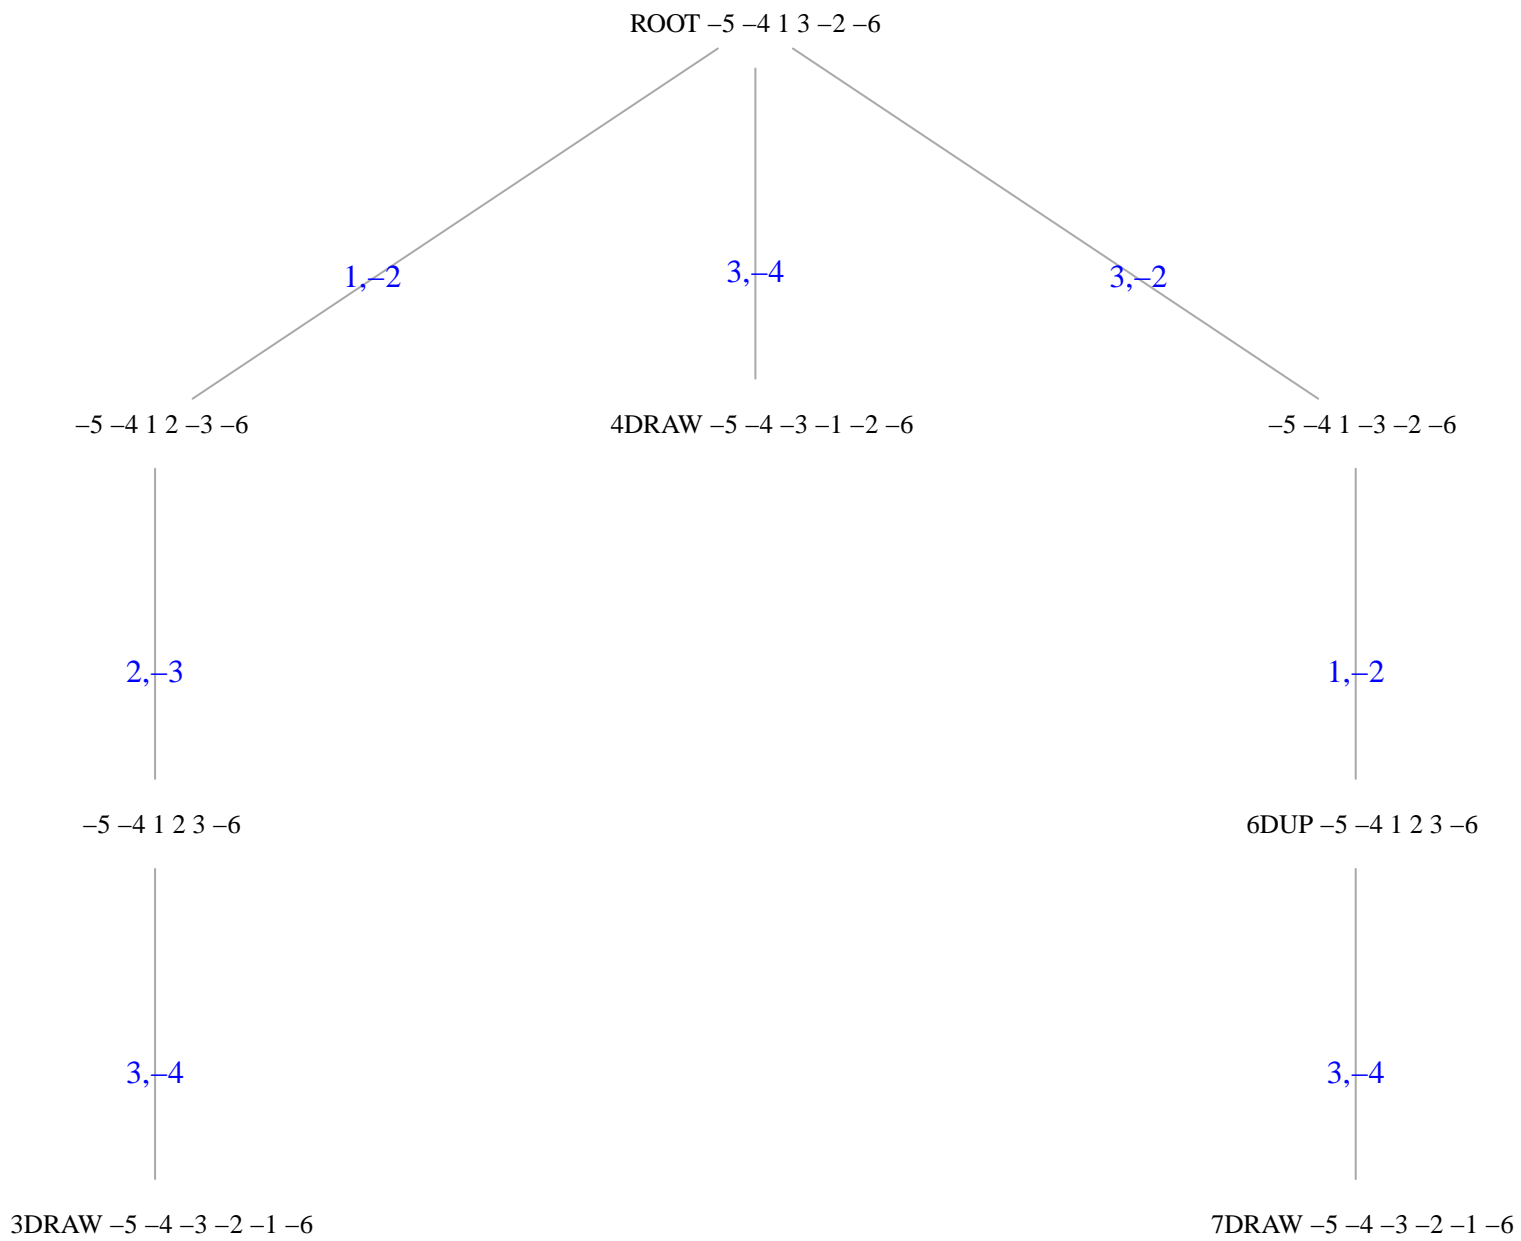 ROOT –5 –4 1 3 –2 –6
1,–2
3,–4
3,–2
–5 –4 1 2 –3 –6
4DRAW –5 –4 –3 –1 –2 –6
–5 –4 1 –3 –2 –6
2,–3
1,–2
–5 –4 1 2 3 –6
6DUP –5 –4 1 2 3 –6
3,–4
3,–4
3DRAW –5 –4 –3 –2 –1 –6
7DRAW –5 –4 –3 –2 –1 –6